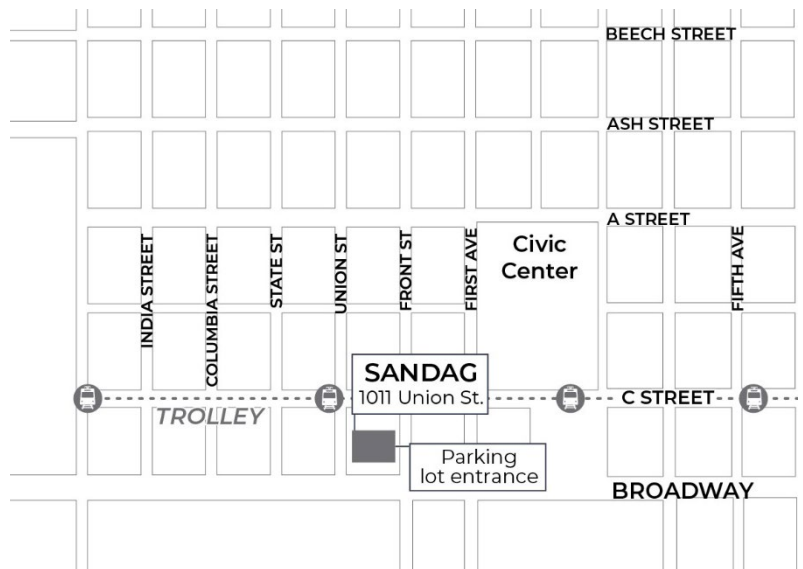 BEECH STREET
ASH STREET
A STREET
Civic
Center
INDIA STREET
COLUMBIA STREET
STATE ST
UNION ST
FRONT ST
FIRST AVE
FIFTH AVE
SANDAG
1011 Union St.
C STREET
TROLLEY
Parking
lot entrance
BROADWAY